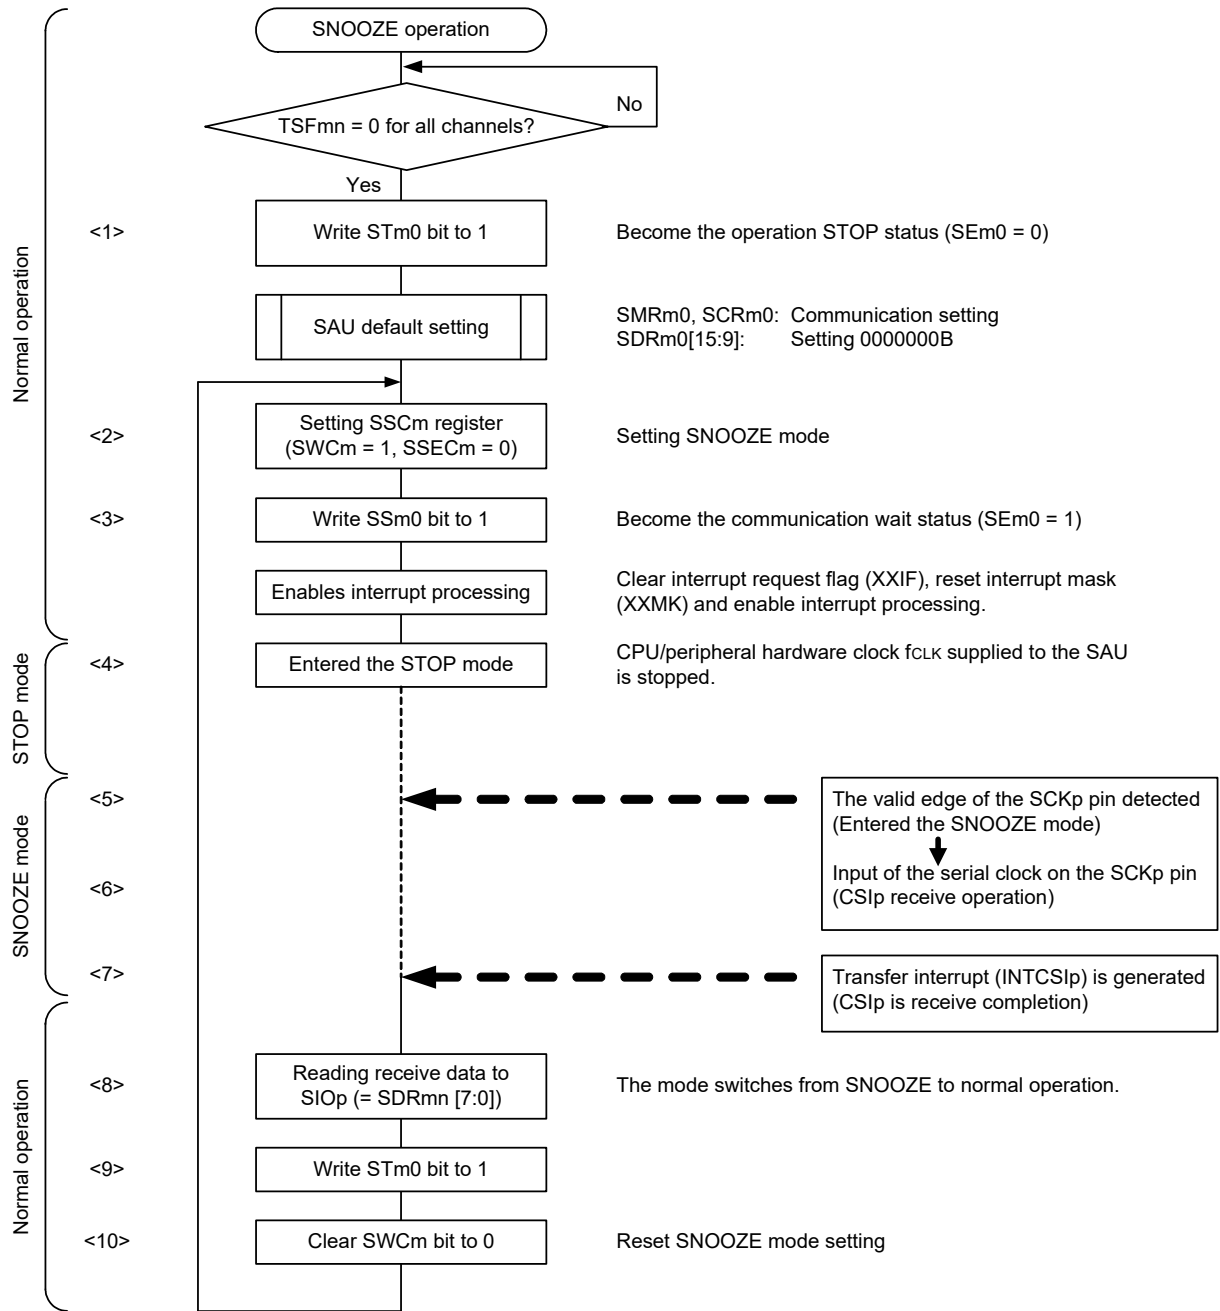 SNOOZE operation
No
TSFmn = 0 for all channels?
Yes
<1>
Write STm0 bit to 1
Become the operation STOP status (SEm0 = 0)
Normal operation
SAU default setting
SMRm0, SCRm0: Communication setting
SDRm0[15:9]: Setting 0000000B
<2>
Setting SSCm register
(SWCm = 1, SSECm = 0)
Setting SNOOZE mode
<3>
Write SSm0 bit to 1
Become the communication wait status (SEm0 = 1)
Enables interrupt processing
Clear interrupt request flag (XXIF), reset interrupt mask
(XXMK) and enable interrupt processing.
STOP mode
<4>
Entered the STOP mode
CPU/peripheral hardware clock fCLK supplied to the SAU
is stopped.
SNOOZE mode
<5>
The valid edge of the SCKp pin detected
(Entered the SNOOZE mode)
<6>
Input of the serial clock on the SCKp pin
(CSIp receive operation)
<7>
Transfer interrupt (INTCSIp) is generated
(CSIp is receive completion)
Normal operation
<8>
Reading receive data to
SIOp (= SDRmn [7:0])
The mode switches from SNOOZE to normal operation.
<9>
Write STm0 bit to 1
<10>
Clear SWCm bit to 0
Reset SNOOZE mode setting